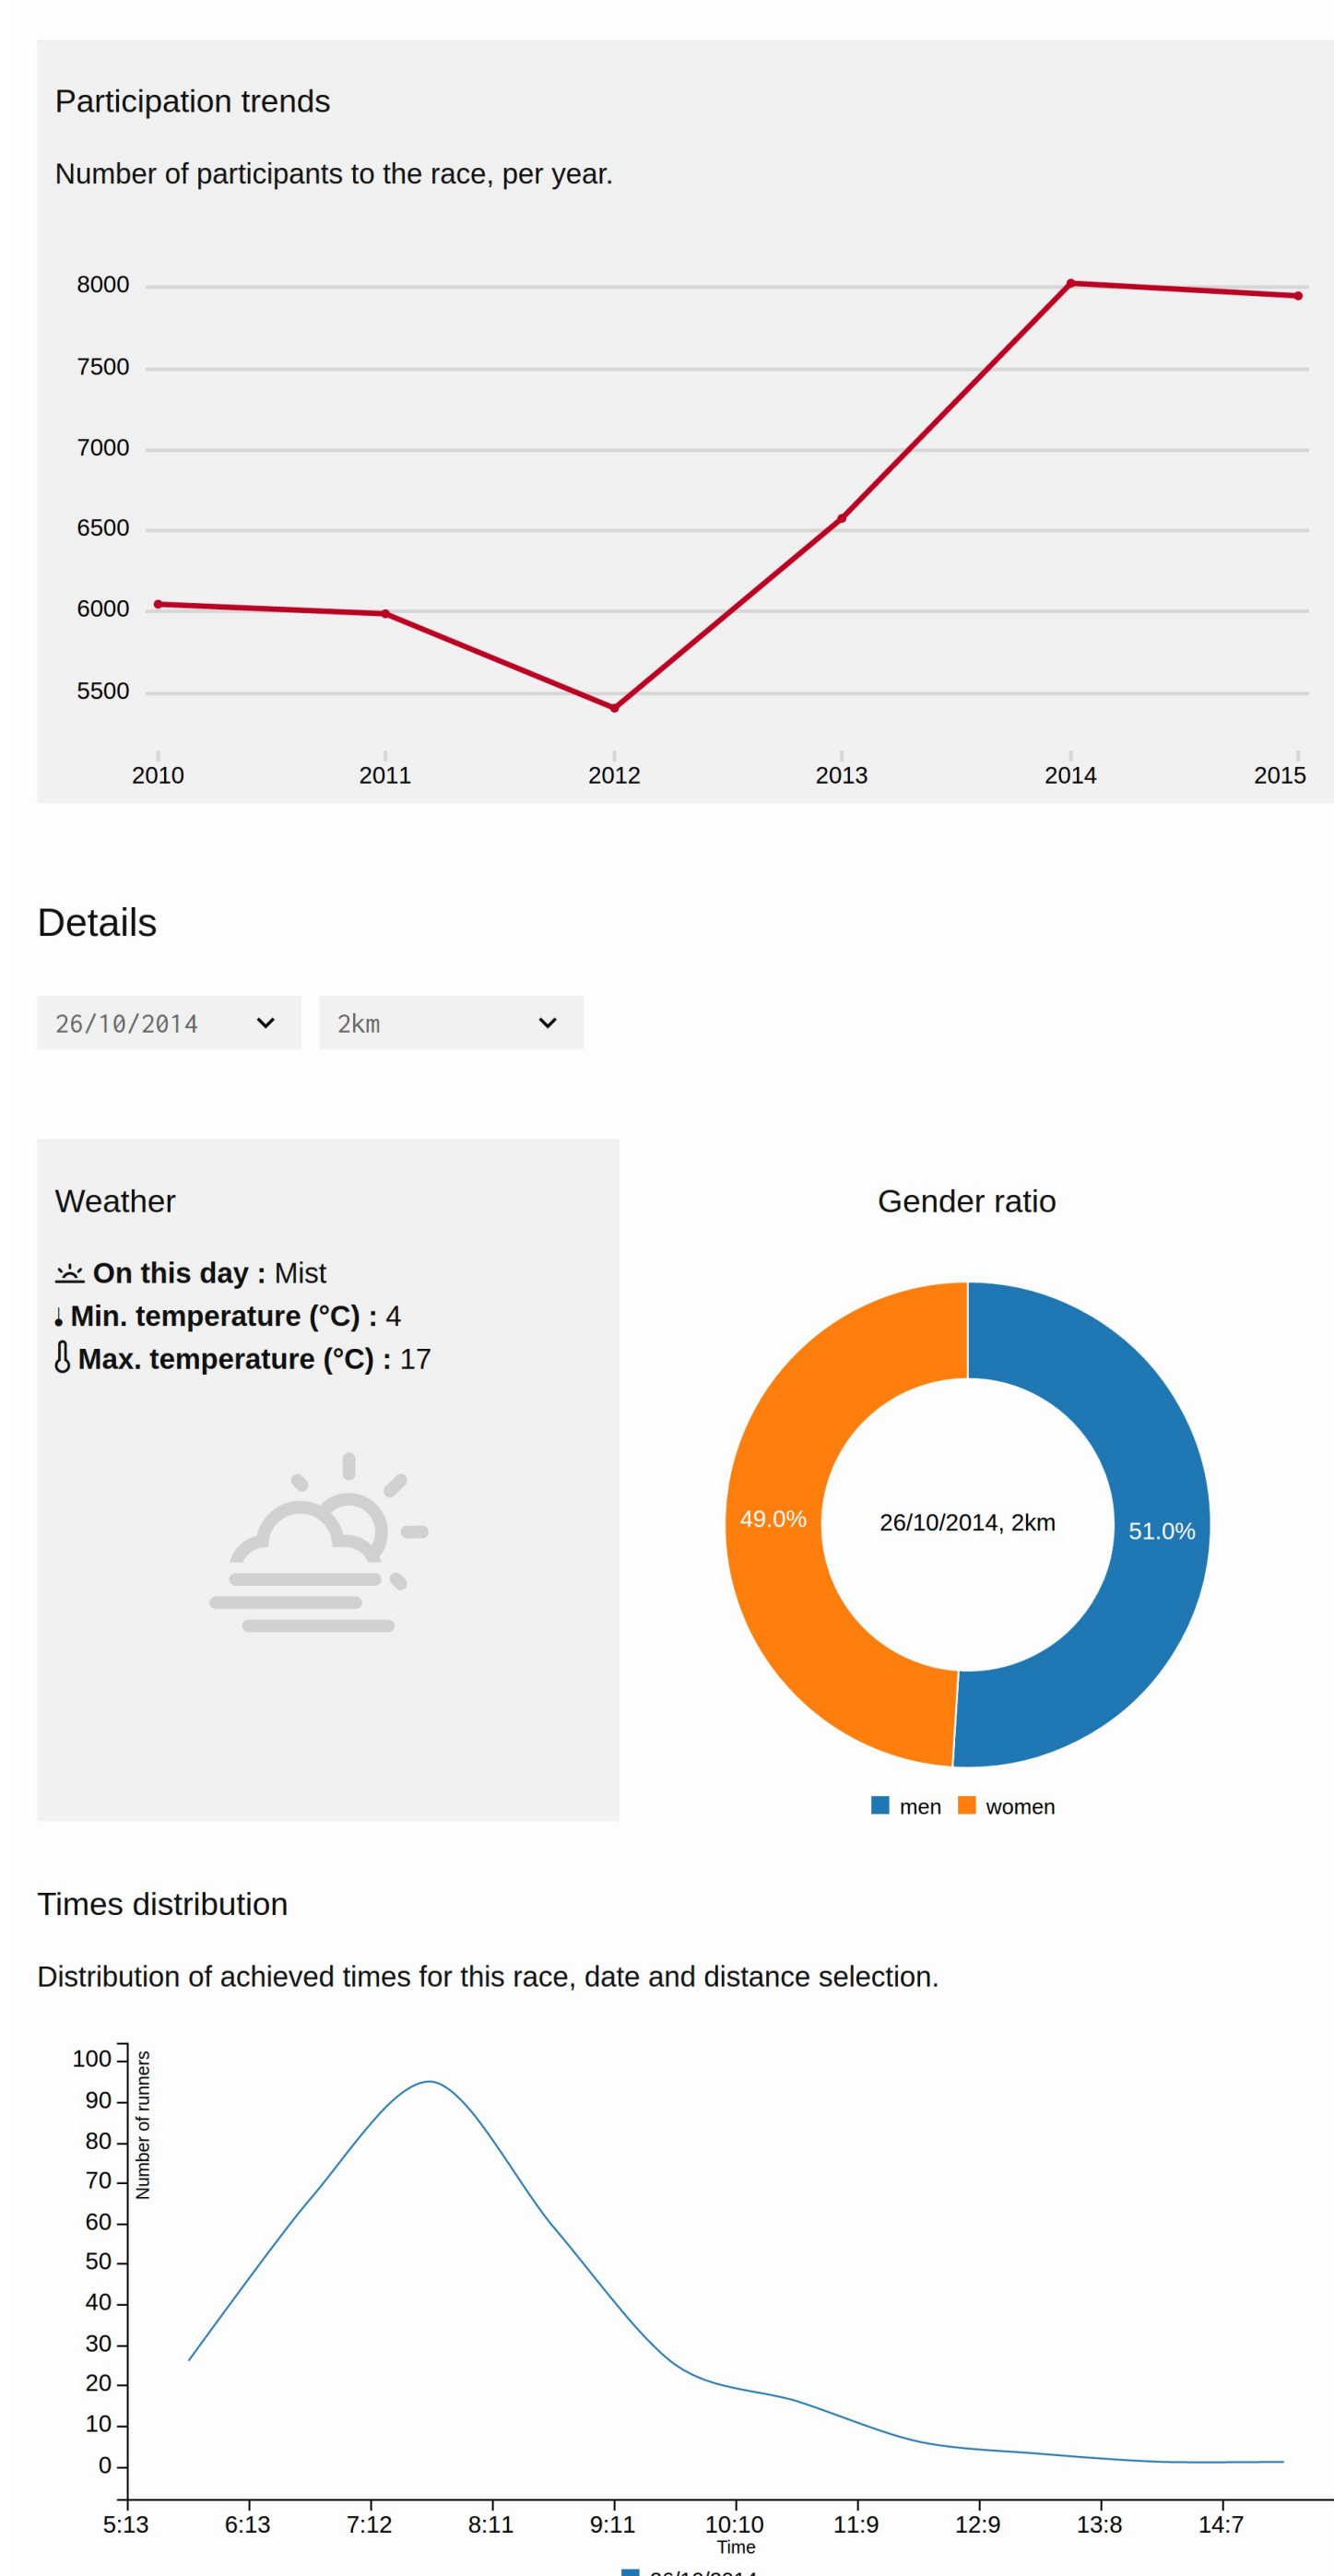 Participation trends
Number of participants to the race, per year.
8000
7500
7000
6500
6000
5500
2010 2011 2012 2013 2014 2015
Details
26/10/2014 2km
Weather
On this day : Mist
Min. temperature (°C) : 4
Max. temperature (°C) : 17
Gender ratio
49.0% 26/10/2014, 2km 51.0%
men women
Times distribution
Distribution of achieved times for this race, date and distance selection.
Number of runners
100
90
80
70
60
50
40
30
20
10
0
5:13 6:13 7:12 8:11 9:11 10:10 11:9 12:9 13:8 14:7
Time
26/10/2014